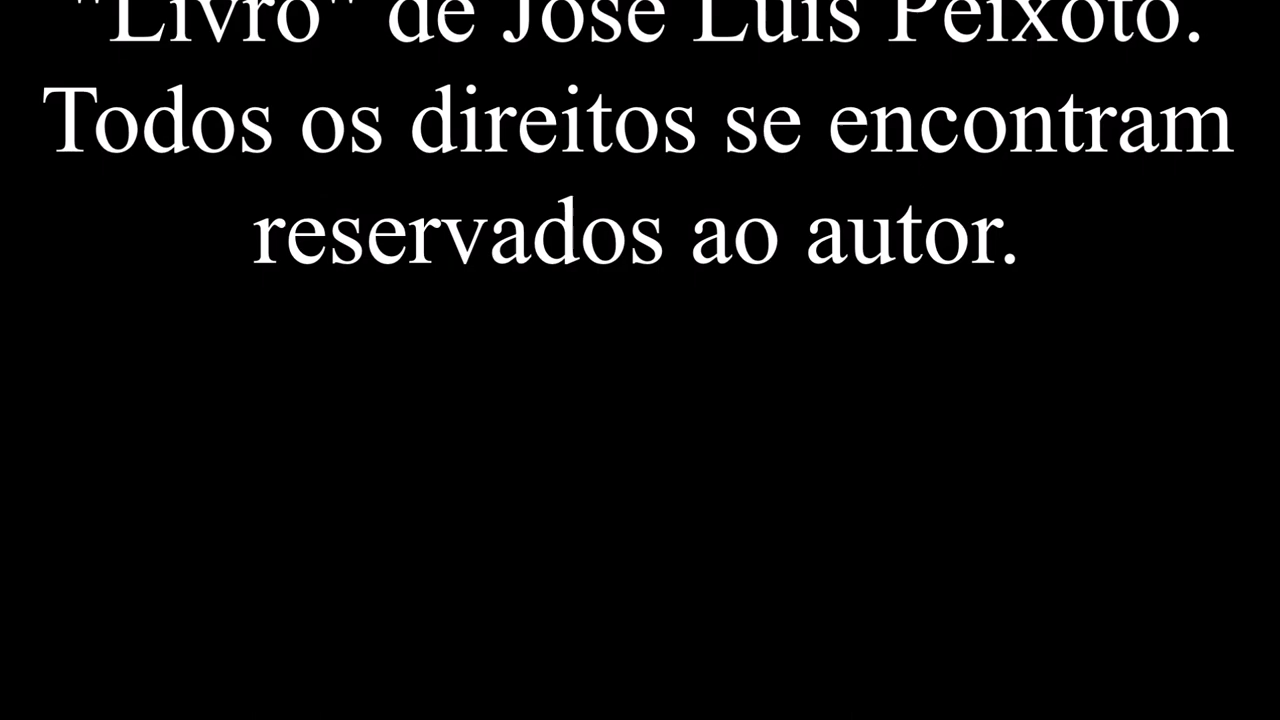 "Livro" de José Luís Peixoto.
Todos os direitos se encontram
reservados ao autor.